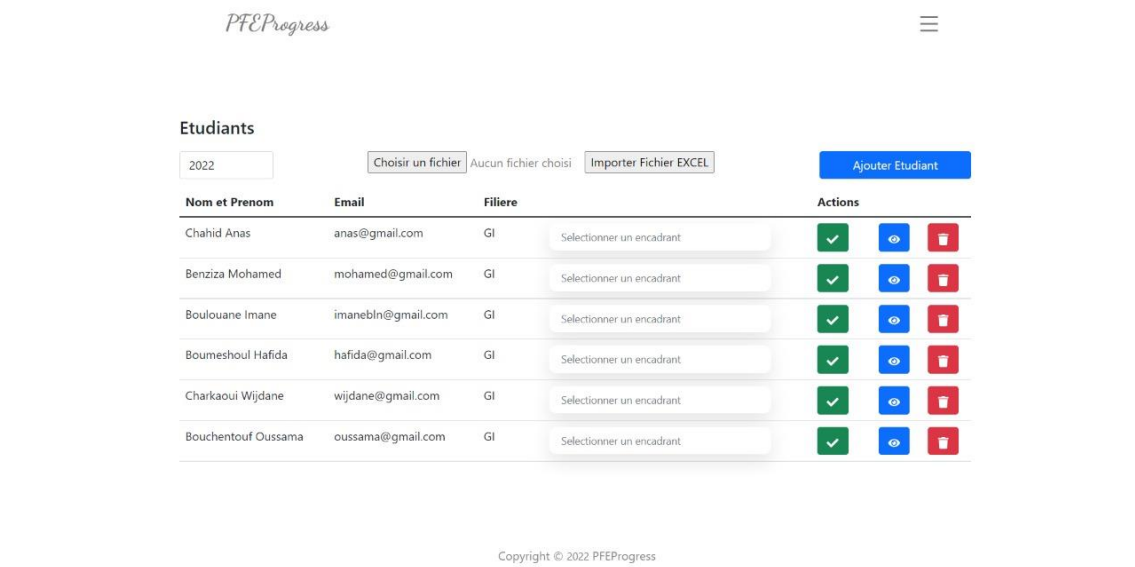 PFEProgress
Etudiants
2022 Choisir un fichier Aucun fichier choisi Importer Fichier EXCEL Ajouter Etudiant
Nom et Prenom Email Filiere Actions
Chahid Anas anas@gmail.com GI Selectionner un encadrant
Benziza Mohamed mohamed@gmail.com GI Selectionner un encadrant
Boulouane Imane imanebln@gmail.com GI Selectionner un encadrant
Boumeshoul Hafida hafida@gmail.com GI Selectionner un encadrant
Charkaoui Wijdane wijdane@gmail.com GI Selectionner un encadrant
Bouchentouf Oussama oussama@gmail.com GI Selectionner un encadrant
Copyright © 2022 PFEProgress